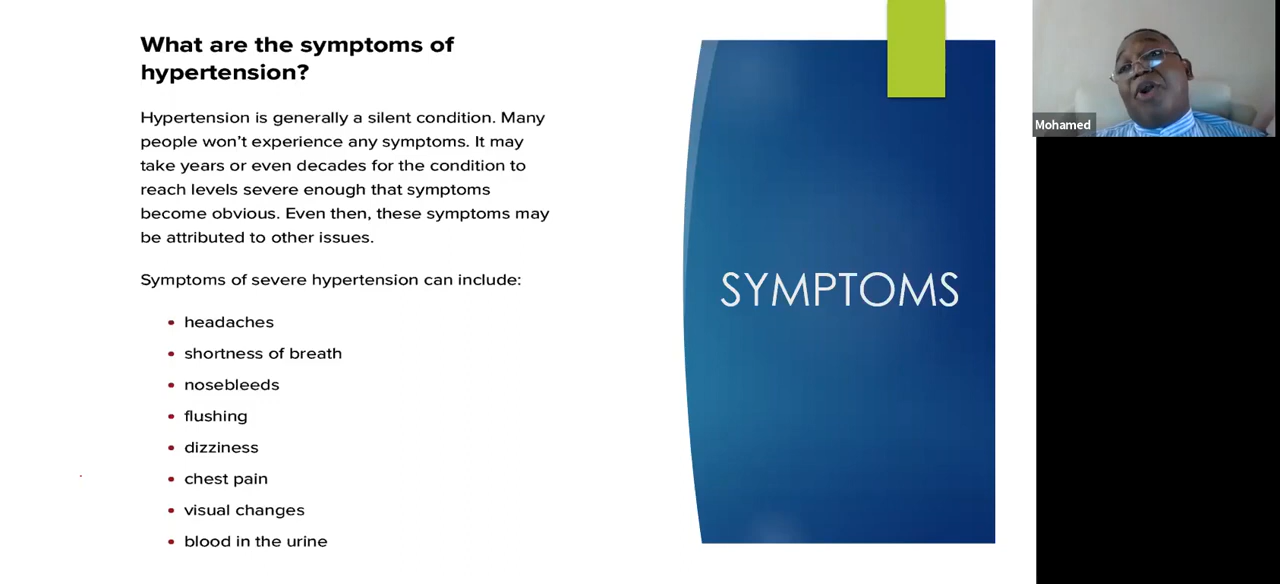 What are the symptoms of
hypertension?
Hypertension is generally a silent condition. Many
people won’t experience any symptoms. It may
take years or even decades for the condition to
reach levels severe enough that symptoms
become obvious. Even then, these symptoms may
be attributed to other issues.
Symptoms of severe hypertension can include:
• headaches
• shortness of breath
• nosebleeds
• flushing
• dizziness
• chest pain
• visual changes
• blood in the urine
SYMPTOMS
Mohamed